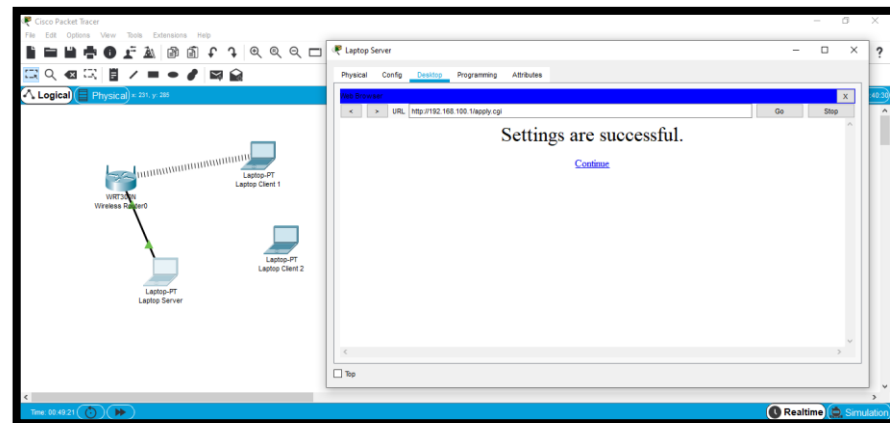 Cisco Packet Tracer
File Edit Options View Tools Extensions Help
Logical Physical x: 231, y: 285
Laptop-PT
Laptop Client 1
WRT300N
Wireless Router0
Laptop-PT
Laptop Client 2
Laptop-PT
Laptop Server
Time: 00:49:21
Realtime Simulation
Laptop Server
Physical Config Desktop Programming Attributes
X
< > URL http://192.168.100.1/apply.cgi Go Stop
Settings are successful.
Continue
Top
?